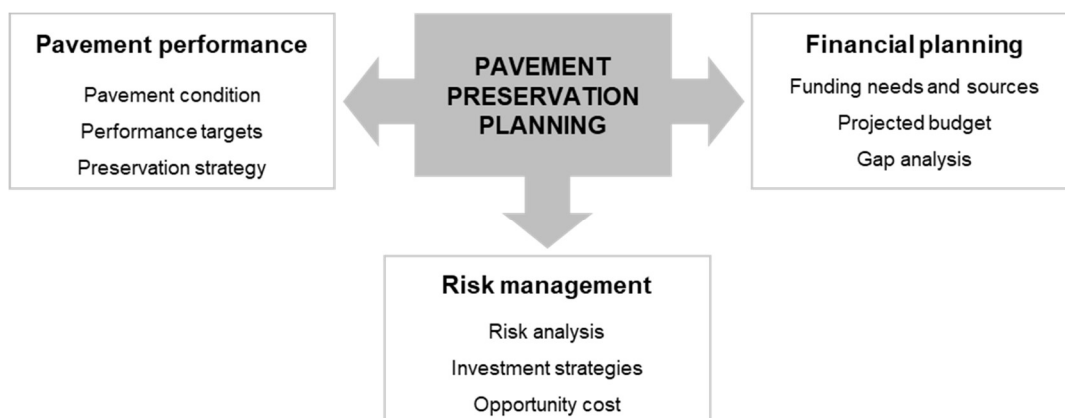 Pavement performance
Pavement condition
Performance targets
Preservation strategy
PAVEMENT
PRESERVATION
PLANNING
Financial planning
Funding needs and sources
Projected budget
Gap analysis
Risk management
Risk analysis
Investment strategies
Opportunity cost